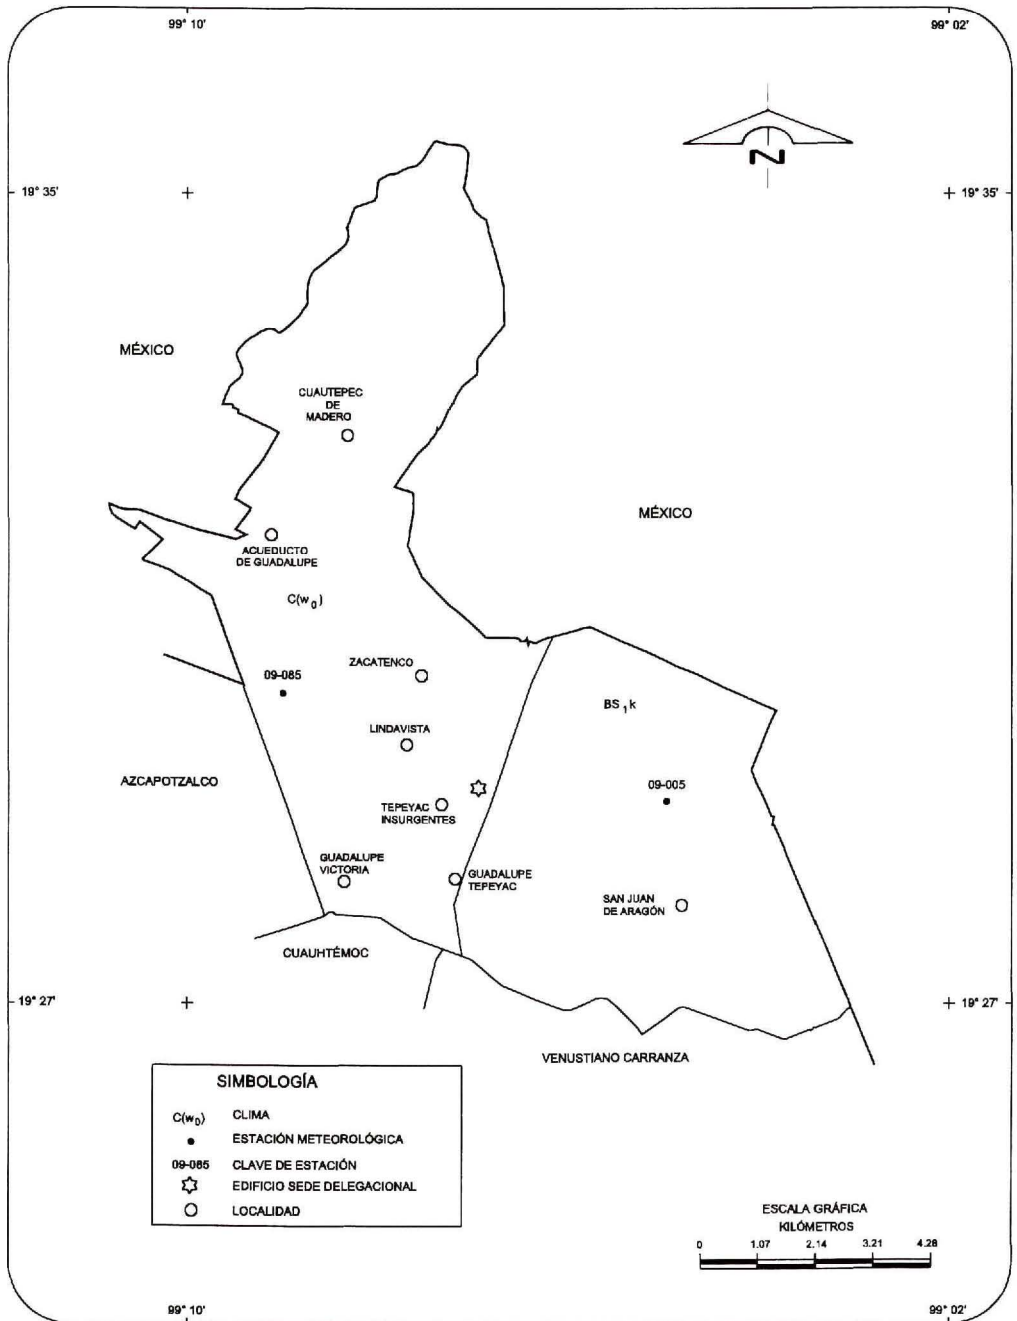 99° 10'
99° 02'
N
19° 35'
19° 35'
MÉXICO
CUAUTEPEC
DE
MADERO
MÉXICO
ACUEDUCTO
DE GUADALUPE
C(w0)
ZACATENCO
09-085
BS1k
LINDAVISTA
AZCAPOTZALCO
09-005
TEPEYAC
INSURGENTES
GUADALUPE
VICTORIA
GUADALUPE
TEPEYAC
SAN JUAN
DE ARAGÓN
CUAUHTÉMOC
19° 27'
19° 27'
VENUSTIANO CARRANZA
SIMBOLOGÍA
C(w0) CLIMA
ESTACIÓN METEOROLÓGICA
09-085 CLAVE DE ESTACIÓN
EDIFICIO SEDE DELEGACIONAL
LOCALIDAD
ESCALA GRÁFICA
KILÓMETROS
0 1.07 2.14 3.21 4.28
99° 10'
99° 02'